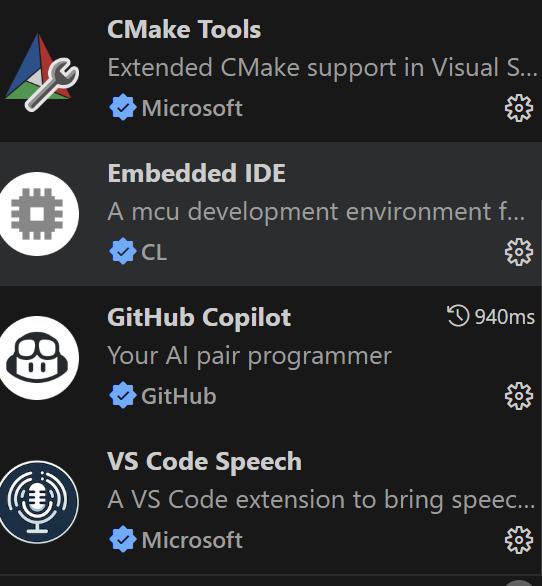 CMake Tools
Extended CMake support in Visual S...
Microsoft
Embedded IDE
A mcu development environment f...
CL
GitHub Copilot 940ms
Your AI pair programmer
GitHub
VS Code Speech
A VS Code extension to bring speec...
Microsoft